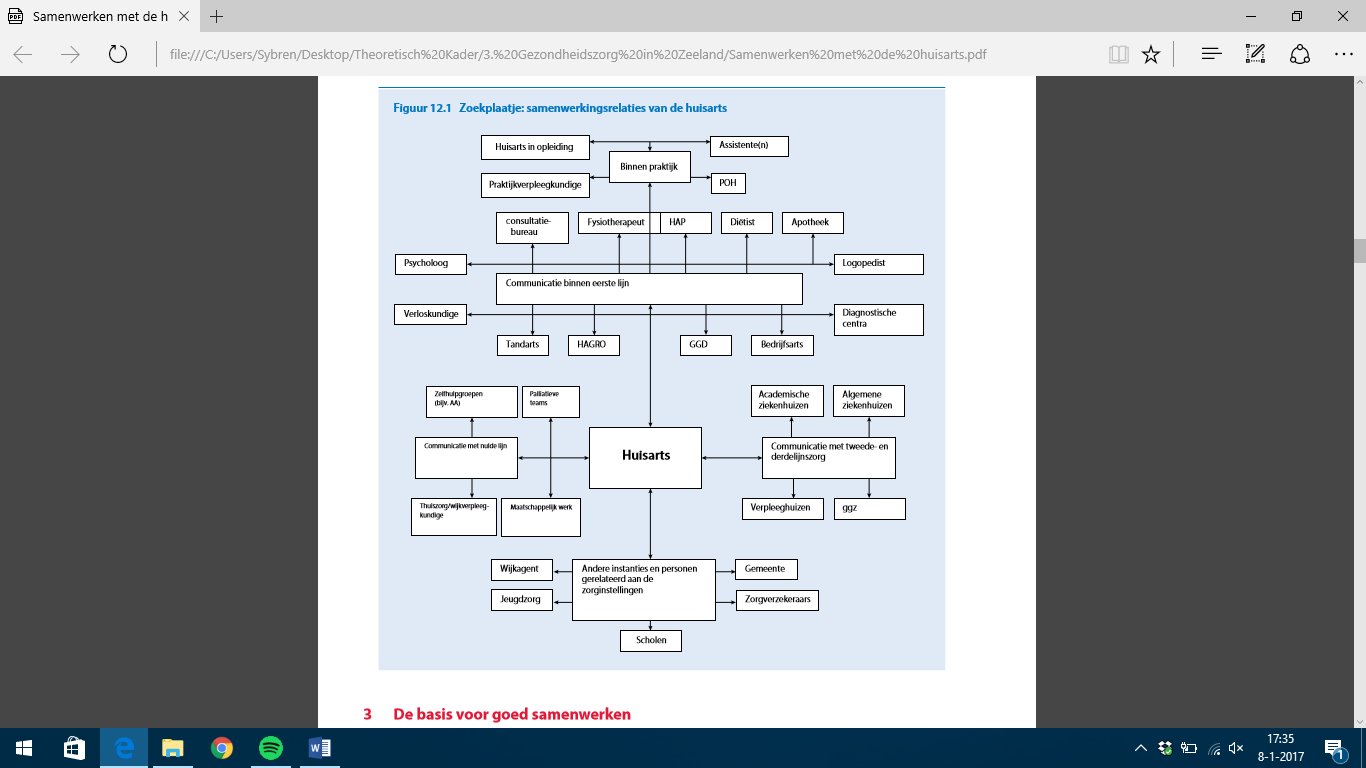 Samenwerken met de h
file:///C:/Users/Sybren/Desktop/Theoretisch%20Kader/3.%20Gezondheidszorg%20in%20Zeeland/Samenwerken%20met%20de%20huisarts.pdf
Figuur 12.1 Zoekplaatje: samenwerkingsrelaties van de huisarts
Huisarts in opleiding
Assistente(n)
Binnen praktijk
Praktijkverpleegkundige
POH
consultatie-
bureau
Fysiotherapeut
HAP
Diëtist
Apotheek
Psycholoog
Logopedist
Communicatie binnen eerste lijn
Verloskundige
Diagnostische
centra
Tandarts
HAGRO
GGD
Bedrijfsarts
Zelfhulpgroepen
(bijv. AA)
Palliatieve
teams
Academische
ziekenhuizen
Algemene
ziekenhuizen
Communicatie met nulde lijn
Huisarts
Communicatie met tweede- en
derdelijnszorg
Thuiszorg/wijkverpleeg-
kundige
Maatschappelijk werk
Verpleeghuizen
ggz
Wijkagent
Andere instanties en personen
gerelateerd aan de
zorginstellingen
Gemeente
Jeugdzorg
Zorgverzekeraars
Scholen
3 De basis voor goed samenwerken
17:35
8-1-2017
1